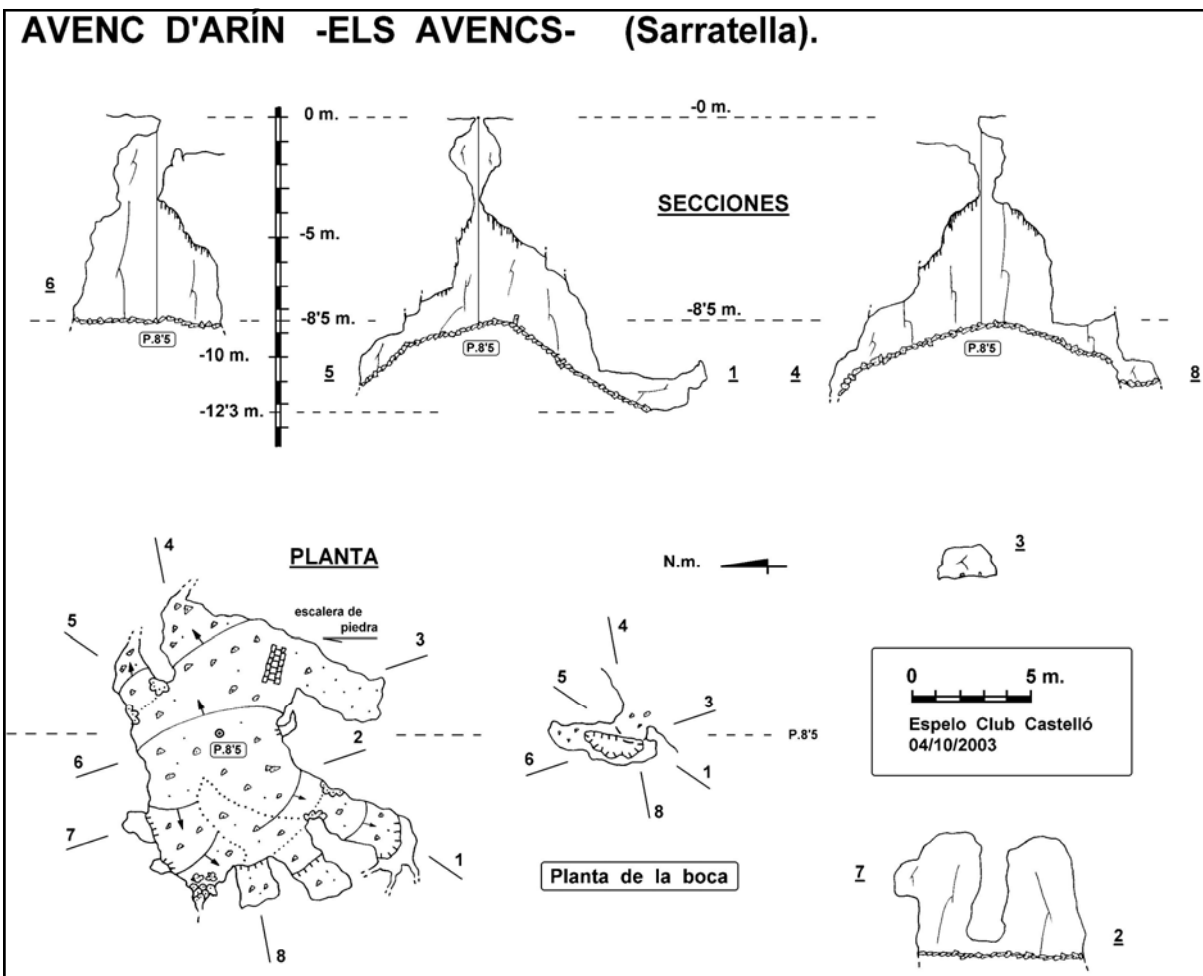 AVENC D'ARÍN -ELS AVENCS- (Sarratella).
0 m.
-0 m.
SECCIONES
-5 m.
6
-8'5 m.
-8'5 m.
P.8'5
P.8'5
P.8'5
-10 m.
5
1
4
8
-12'3 m.
4
PLANTA
N.m.
3
escalera de
piedra
5
3
4
5
3
0 5 m.
Espelo Club Castelló
04/10/2003
2
P.8'5
P.8'5
6
6
1
8
7
1
Planta de la boca
7
2
8